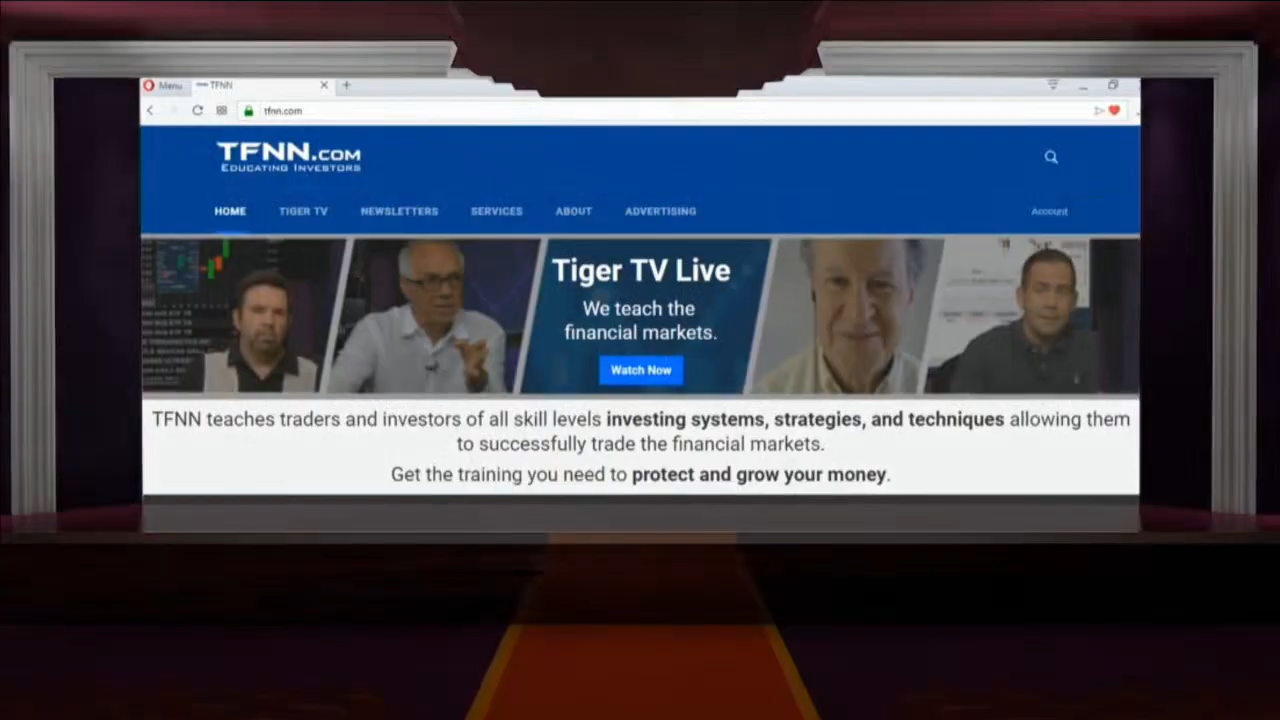 Menu
TFNN
tfnn.com
TFNN.COM
EDUCATING INVESTORS
HOME TIGER TV NEWSLETTERS SERVICES ABOUT ADVERTISING Account
Tiger TV Live
We teach the
financial markets.
Watch Now
TFNN teaches traders and investors of all skill levels investing systems, strategies, and techniques allowing them
to successfully trade the financial markets.
Get the training you need to protect and grow your money.